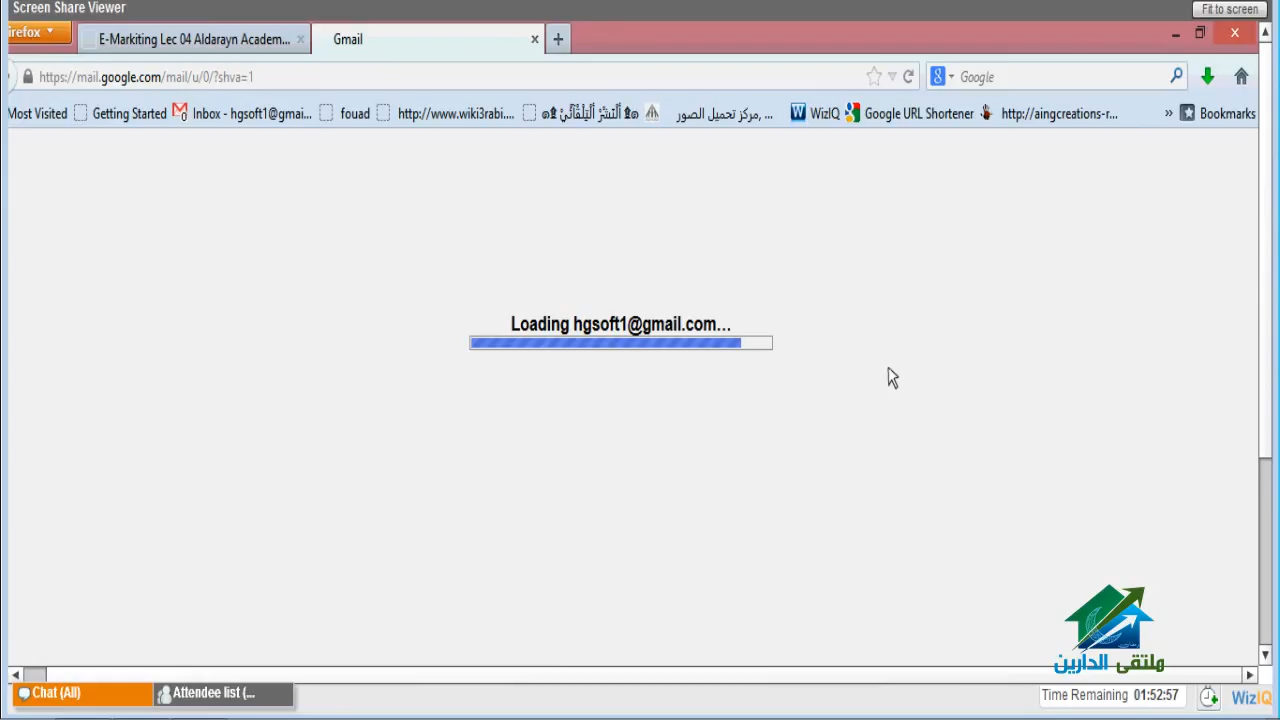 Screen Share Viewer
Fit to screen
irefox
E-Markiting Lec 04 Aldarayn Academ...
Gmail
https://mail.google.com/mail/u/0/?shva=1
Google
Most Visited
Getting Started
Inbox - hgsoft1@gmai...
fouad
http://www.wiki3rabi....
مركز تحميل الصور, ...
WizIQ
Google URL Shortener
http://aingcreations-r...
»
Bookmarks
Loading hgsoft1@gmail.com...
ملتقى الدارين
Chat (All)
Attendee list (...
Time Remaining 01:52:57
WizIQ